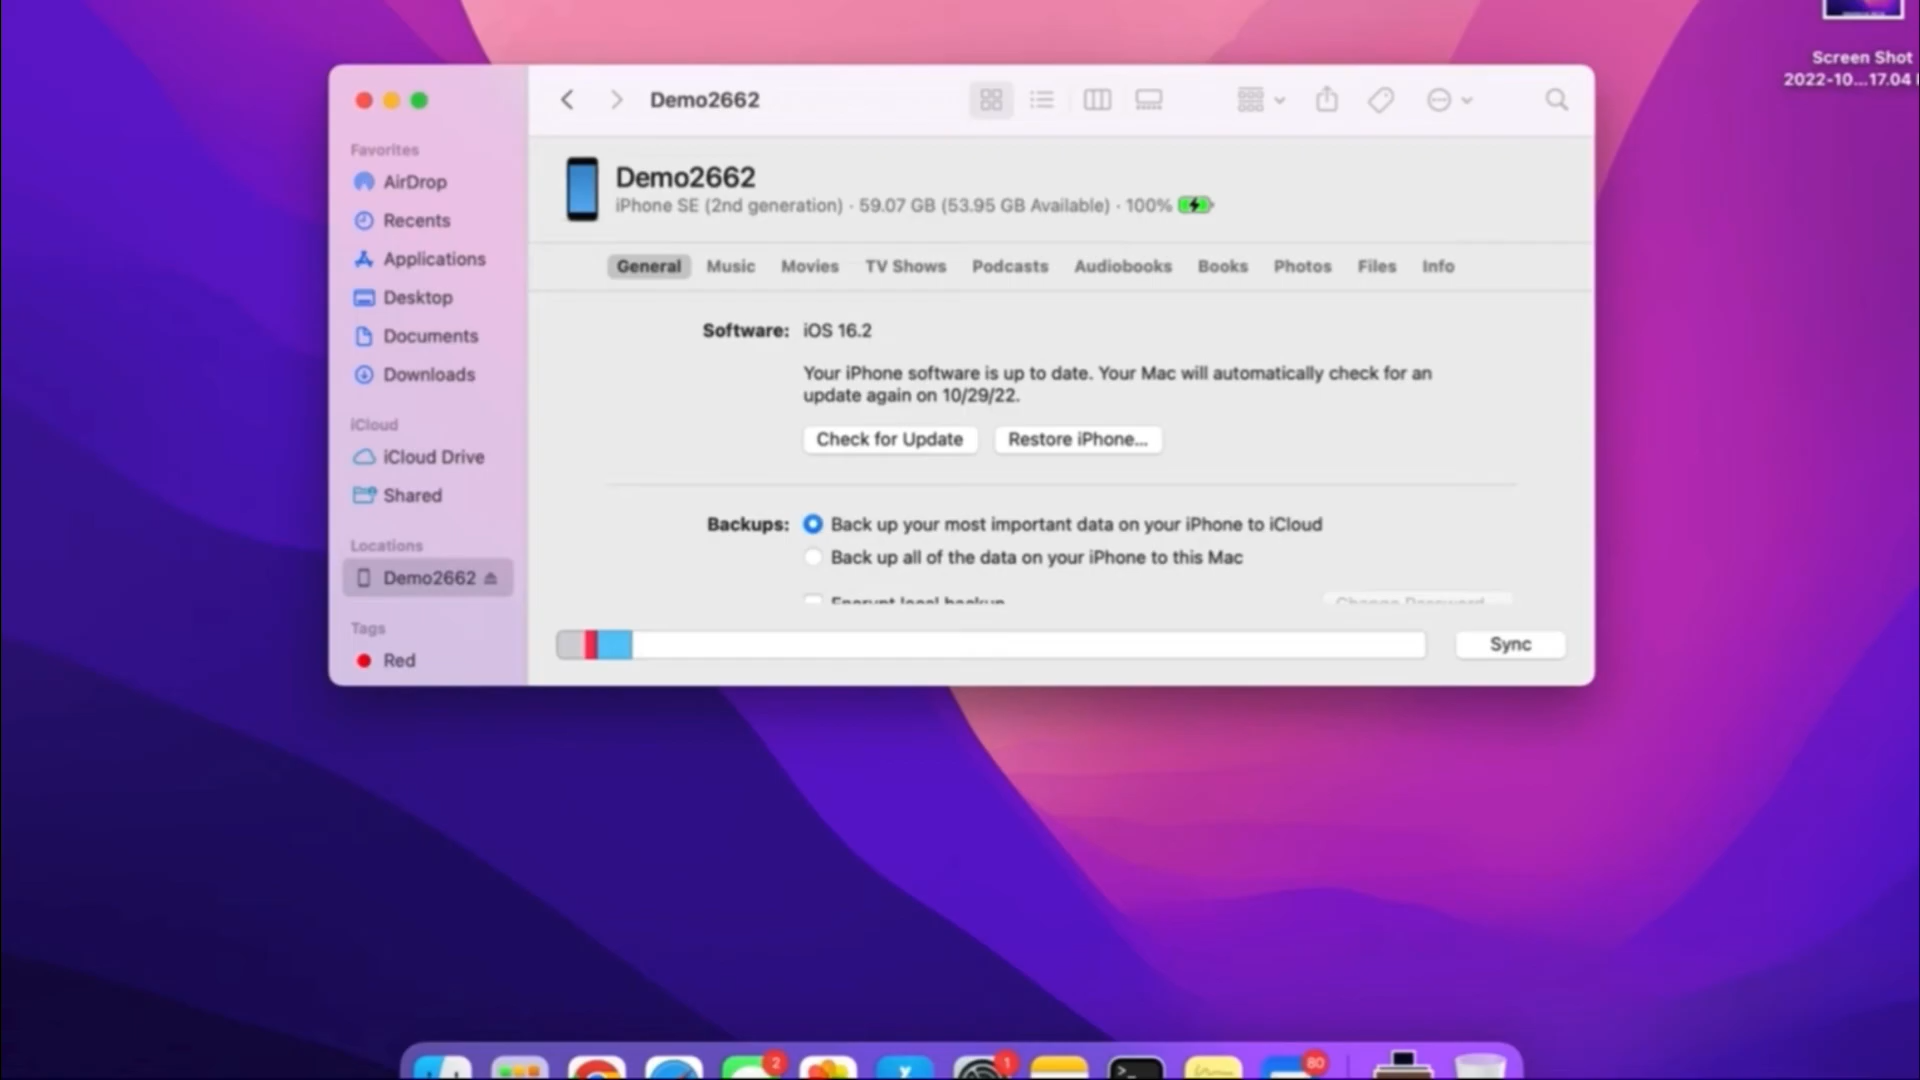 Screen Shot
2022-10...17.04
Demo2662
Favorites
AirDrop
Recents
Applications
Desktop
Documents
Downloads
iCloud
iCloud Drive
Shared
Locations
Demo2662
Tags
Red
Demo2662
iPhone SE (2nd generation) · 59.07 GB (53.95 GB Available) · 100%
General Music Movies TV Shows Podcasts Audiobooks Books Photos Files Info
Software: iOS 16.2
Your iPhone software is up to date. Your Mac will automatically check for an
update again on 10/29/22.
Check for Update Restore iPhone...
Backups: Back up your most important data on your iPhone to iCloud
Back up all of the data on your iPhone to this Mac
Encrypt local backup Change Password...
Sync
2 1 80